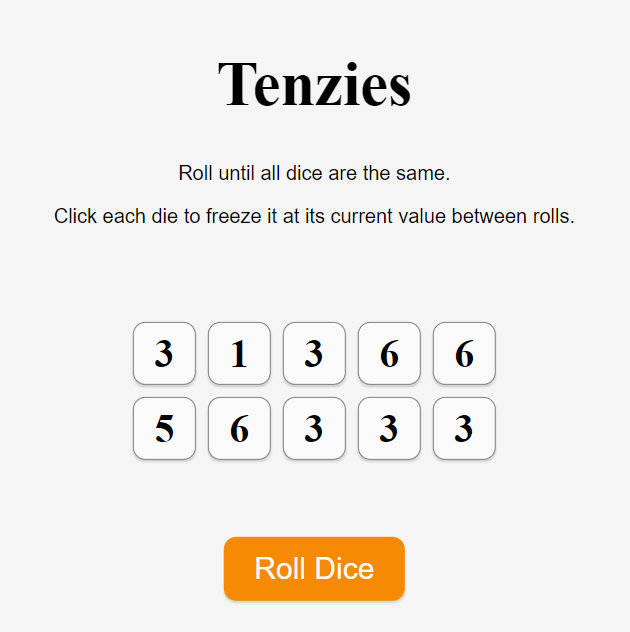 Tenzies
Roll until all dice are the same.
Click each die to freeze it at its current value between rolls.
3 1 3 6 6
5 6 3 3 3
Roll Dice